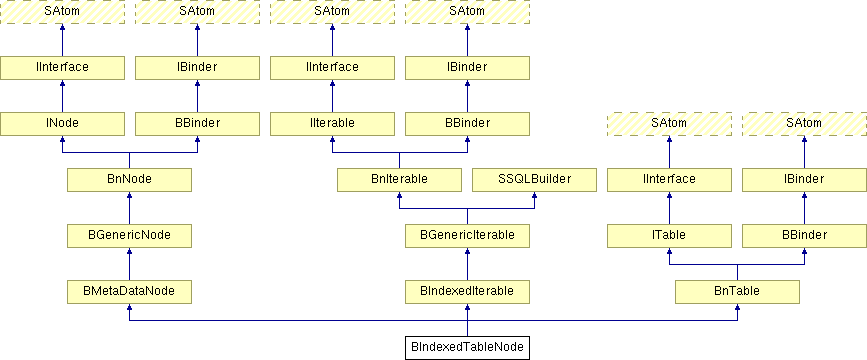 SAtom SAtom SAtom SAtom
IInterface IBinder IInterface IBinder
INode BBinder IIterable BBinder SAtom SAtom
BnNode BnIterable SSQLBuilder IInterface IBinder
BGenericNode BGenericIterable ITable BBinder
BMetaDataNode BIndexedIterable BnTable
BIndexedTableNode